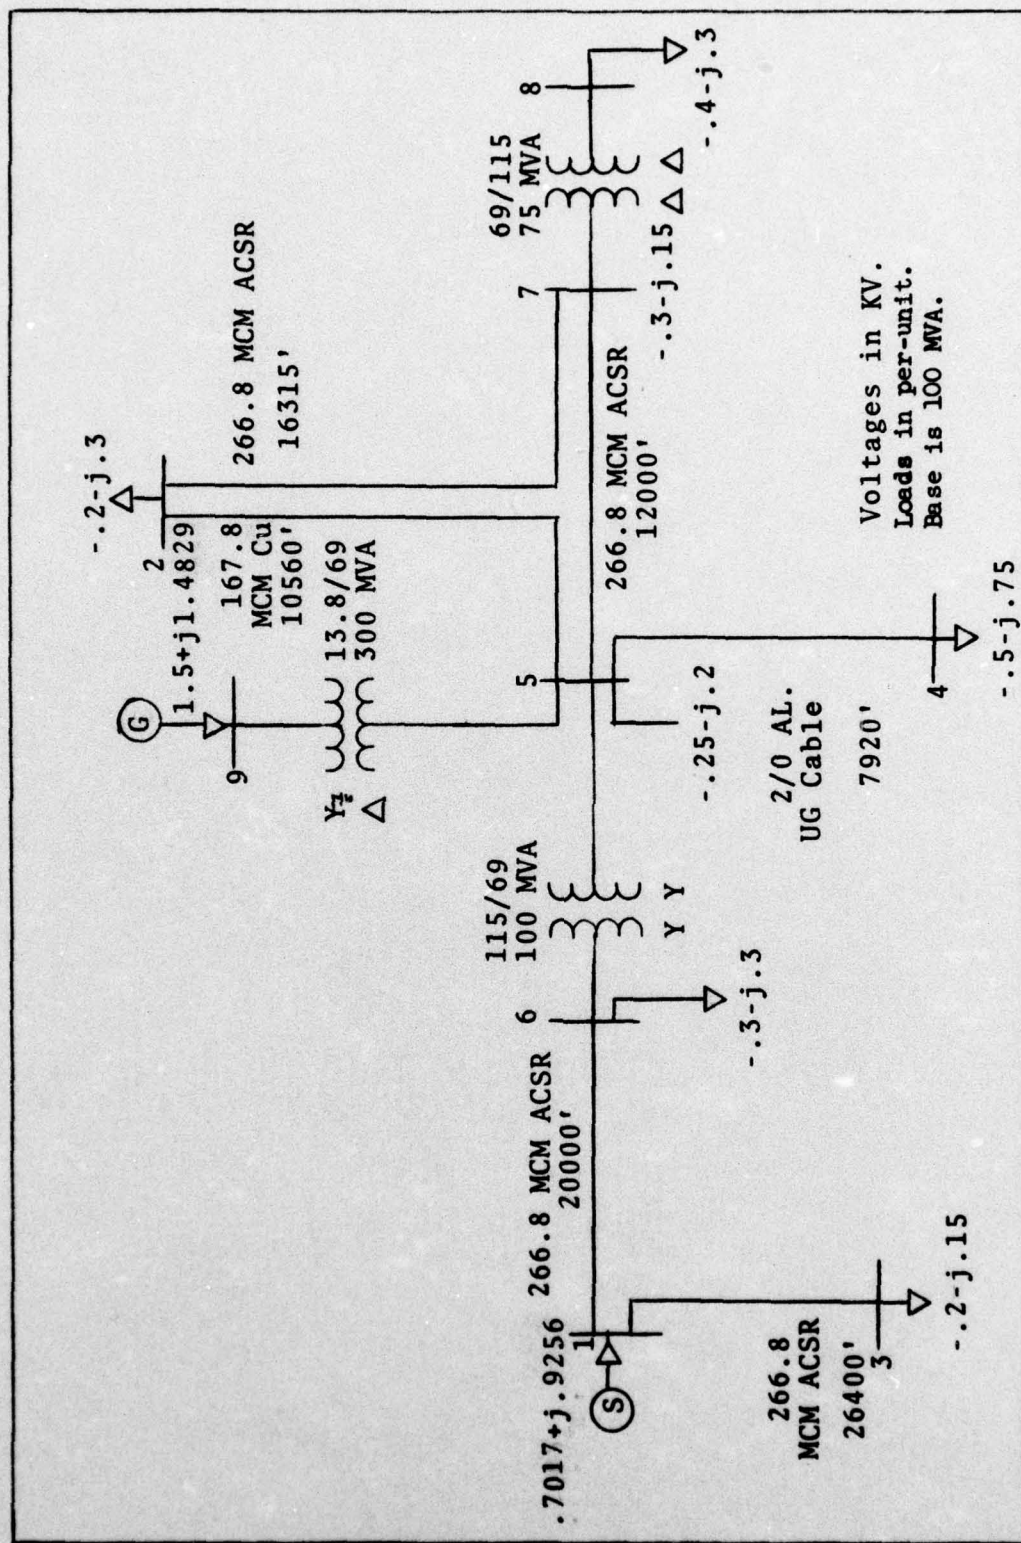 -.2-j.3
2
266.8 MCM ACSR
16315'
G
1.5+j1.4829
9
167.8
MCM Cu
10560'
13.8/69
300 MVA
Y
Δ
69/115
75 MVA
Δ Δ
8
-.4-j.3
7
-.3-j.15
266.8 MCM ACSR
12000'
5
-.25-j.2
2/0 AL.
UG Cable
7920'
4
-.5-j.75
115/69
100 MVA
Y Y
6
-.3-j.3
266.8 MCM ACSR
20000'
.7017+j.9256
1
S
266.8
MCM ACSR
26400'
3
-.2-j.15
Voltages in KV.
Loads in per-unit.
Base is 100 MVA.